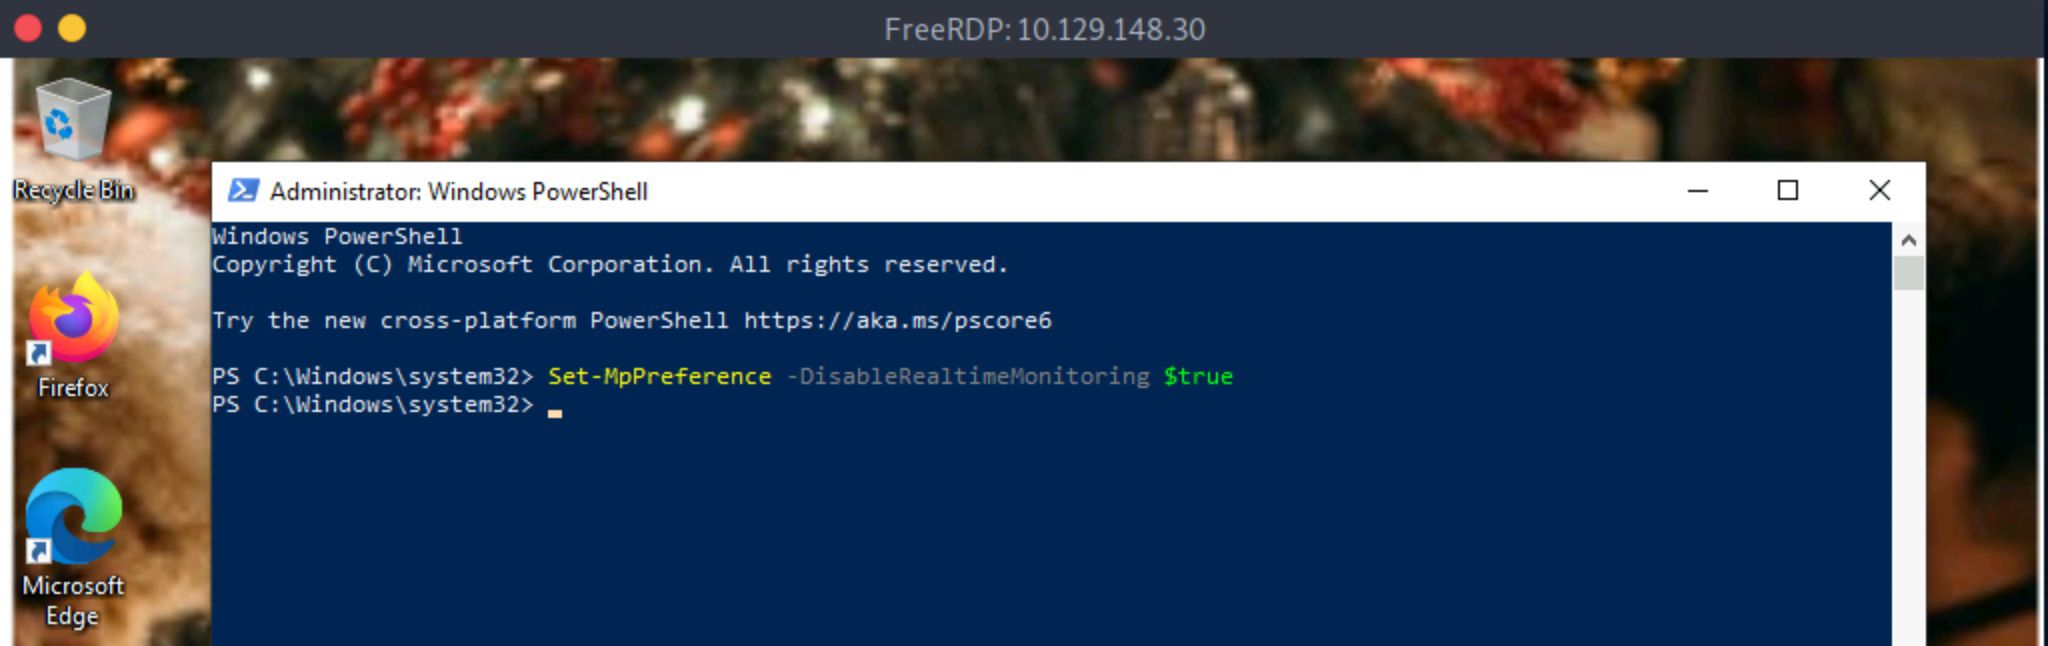 FreeRDP: 10.129.148.30
Recycle Bin
Firefox
Microsoft
Edge
Administrator: Windows PowerShell
Windows PowerShell
Copyright (C) Microsoft Corporation. All rights reserved.
Try the new cross-platform PowerShell https://aka.ms/pscore6
PS C:\Windows\system32> Set-MpPreference -DisableRealtimeMonitoring $true
PS C:\Windows\system32>